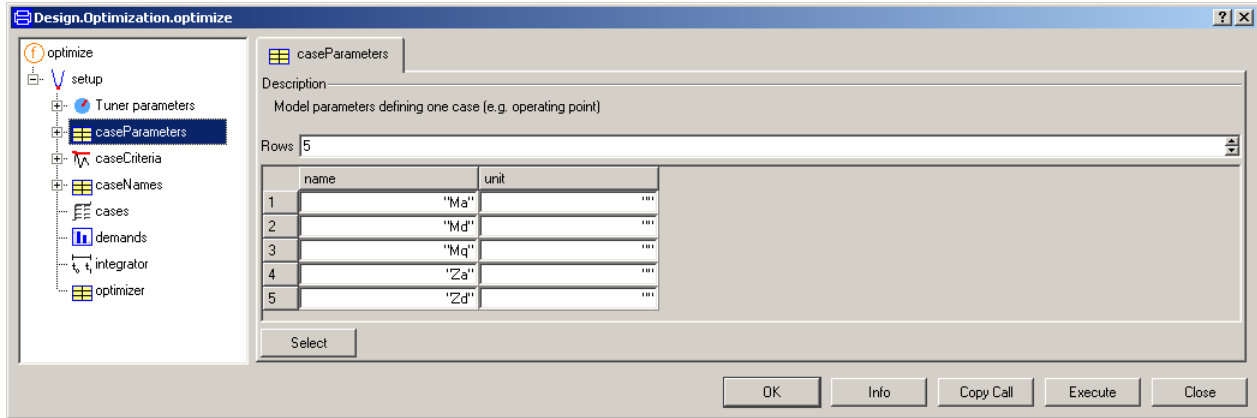 Design.Optimization.optimize
optimize
setup
Tuner parameters
caseParameters
caseCriteria
caseNames
cases
demands
integrator
optimizer
caseParameters
Description
Model parameters defining one case (e.g. operating point)
Rows 5
name unit
1 "Ma" ""
2 "Md" ""
3 "Mq" ""
4 "Za" ""
5 "Zd" ""
Select
OK Info Copy Call Execute Close